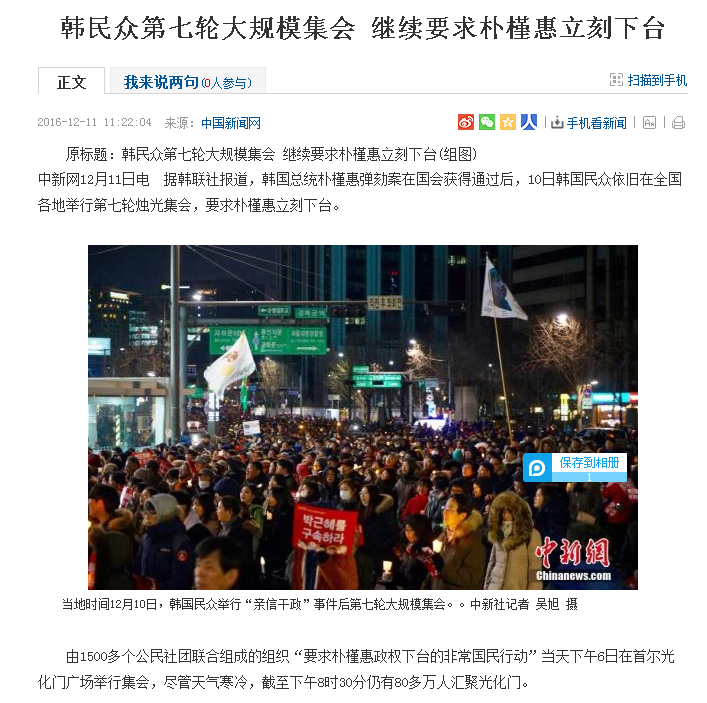 韩民众第七轮大规模集会 继续要求朴槿惠立刻下台
正文
我来说两句(0人参与)
扫描到手机
2016-12-11 11:22:04 来源：中国新闻网
手机看新闻
原标题：韩民众第七轮大规模集会 继续要求朴槿惠立刻下台(组图)
中新网12月11日电 据韩联社报道，韩国总统朴槿惠弹劾案在国会获得通过后，10日韩国民众依旧在全国
各地举行第七轮烛光集会，要求朴槿惠立刻下台。
保存到相册
1
박근혜를
구속하라
中新网
Chinanews.com
当地时间12月10日，韩国民众举行“亲信干政”事件后第七轮大规模集会。。中新社记者 吴旭 摄
由1500多个公民社团联合组成的组织“要求朴槿惠政权下台的非常国民行动”当天下午6日在首尔光
化门广场举行集会，尽管天气寒冷，截至下午8时30分仍有80多万人汇聚光化门。